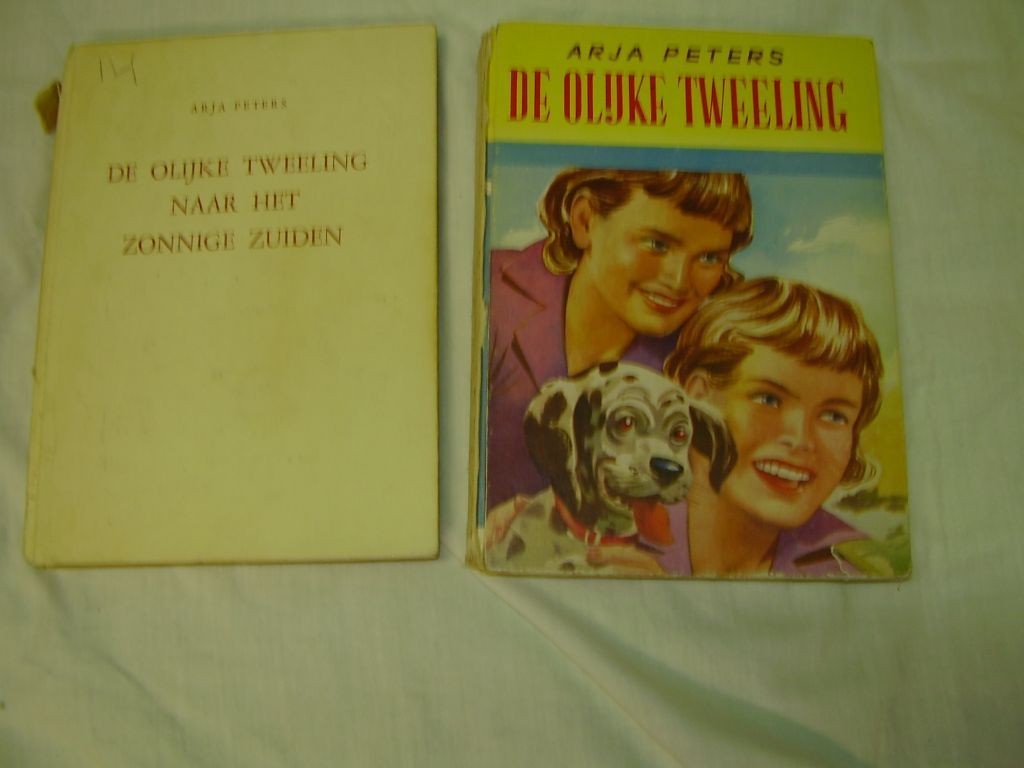 14
ARJA PETERS
DE OLIJKE TWEELING
NAAR HET
ZONNIGE ZUIDEN
ARJA PETERS
DE OLIJKE TWEELING